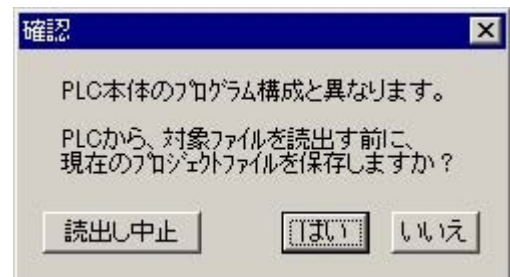 確認
PLC本体のﾌﾟﾛｸﾞﾗﾑ構成と異なります。
PLCから、対象ﾌｧｲﾙを読出す前に、
現在のﾌﾟﾛｼﾞｪｸﾄﾌｧｲﾙを保存しますか？
読出し中止 はい いいえ